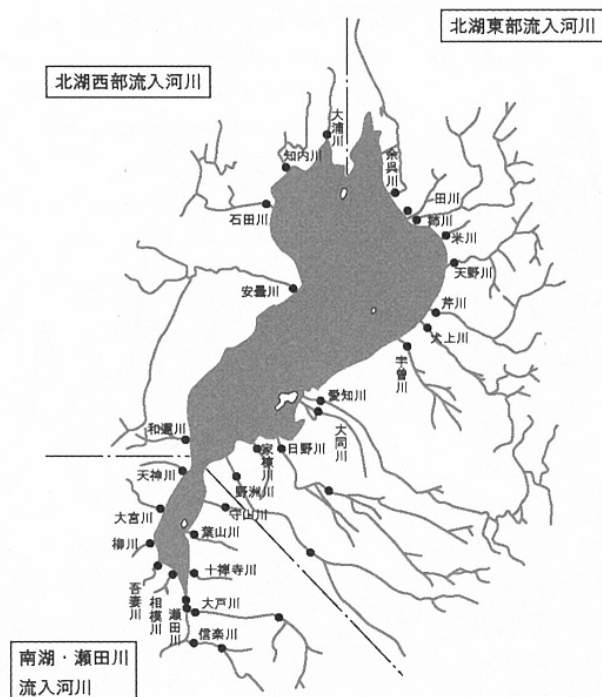 北湖東部流入河川
北湖西部流入河川
大浦川
知内川
余呉川
田川
姉川
石田川
米川
天野川
安曇川
芹川
犬上川
宇曽川
愛知川
大同川
和邇川
家棟川
日野川
天神川
野洲川
大宮川
守山川
柳川
葉山川
吾妻川
相模川
十禅寺川
瀬田川
大戸川
信楽川
南湖・瀬田川
流入河川